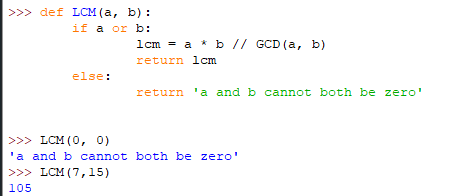 >>> def LCM(a, b):
        if a or b:
                lcm = a * b // GCD(a, b)
                return lcm
        else:
                return 'a and b cannot both be zero'
>>> LCM(0, 0)
'a and b cannot both be zero'
>>> LCM(7,15)
105